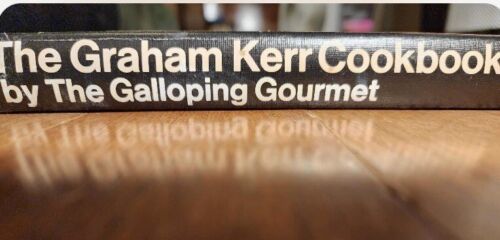 The Graham Kerr Cookbook
by The Galloping Gourmet